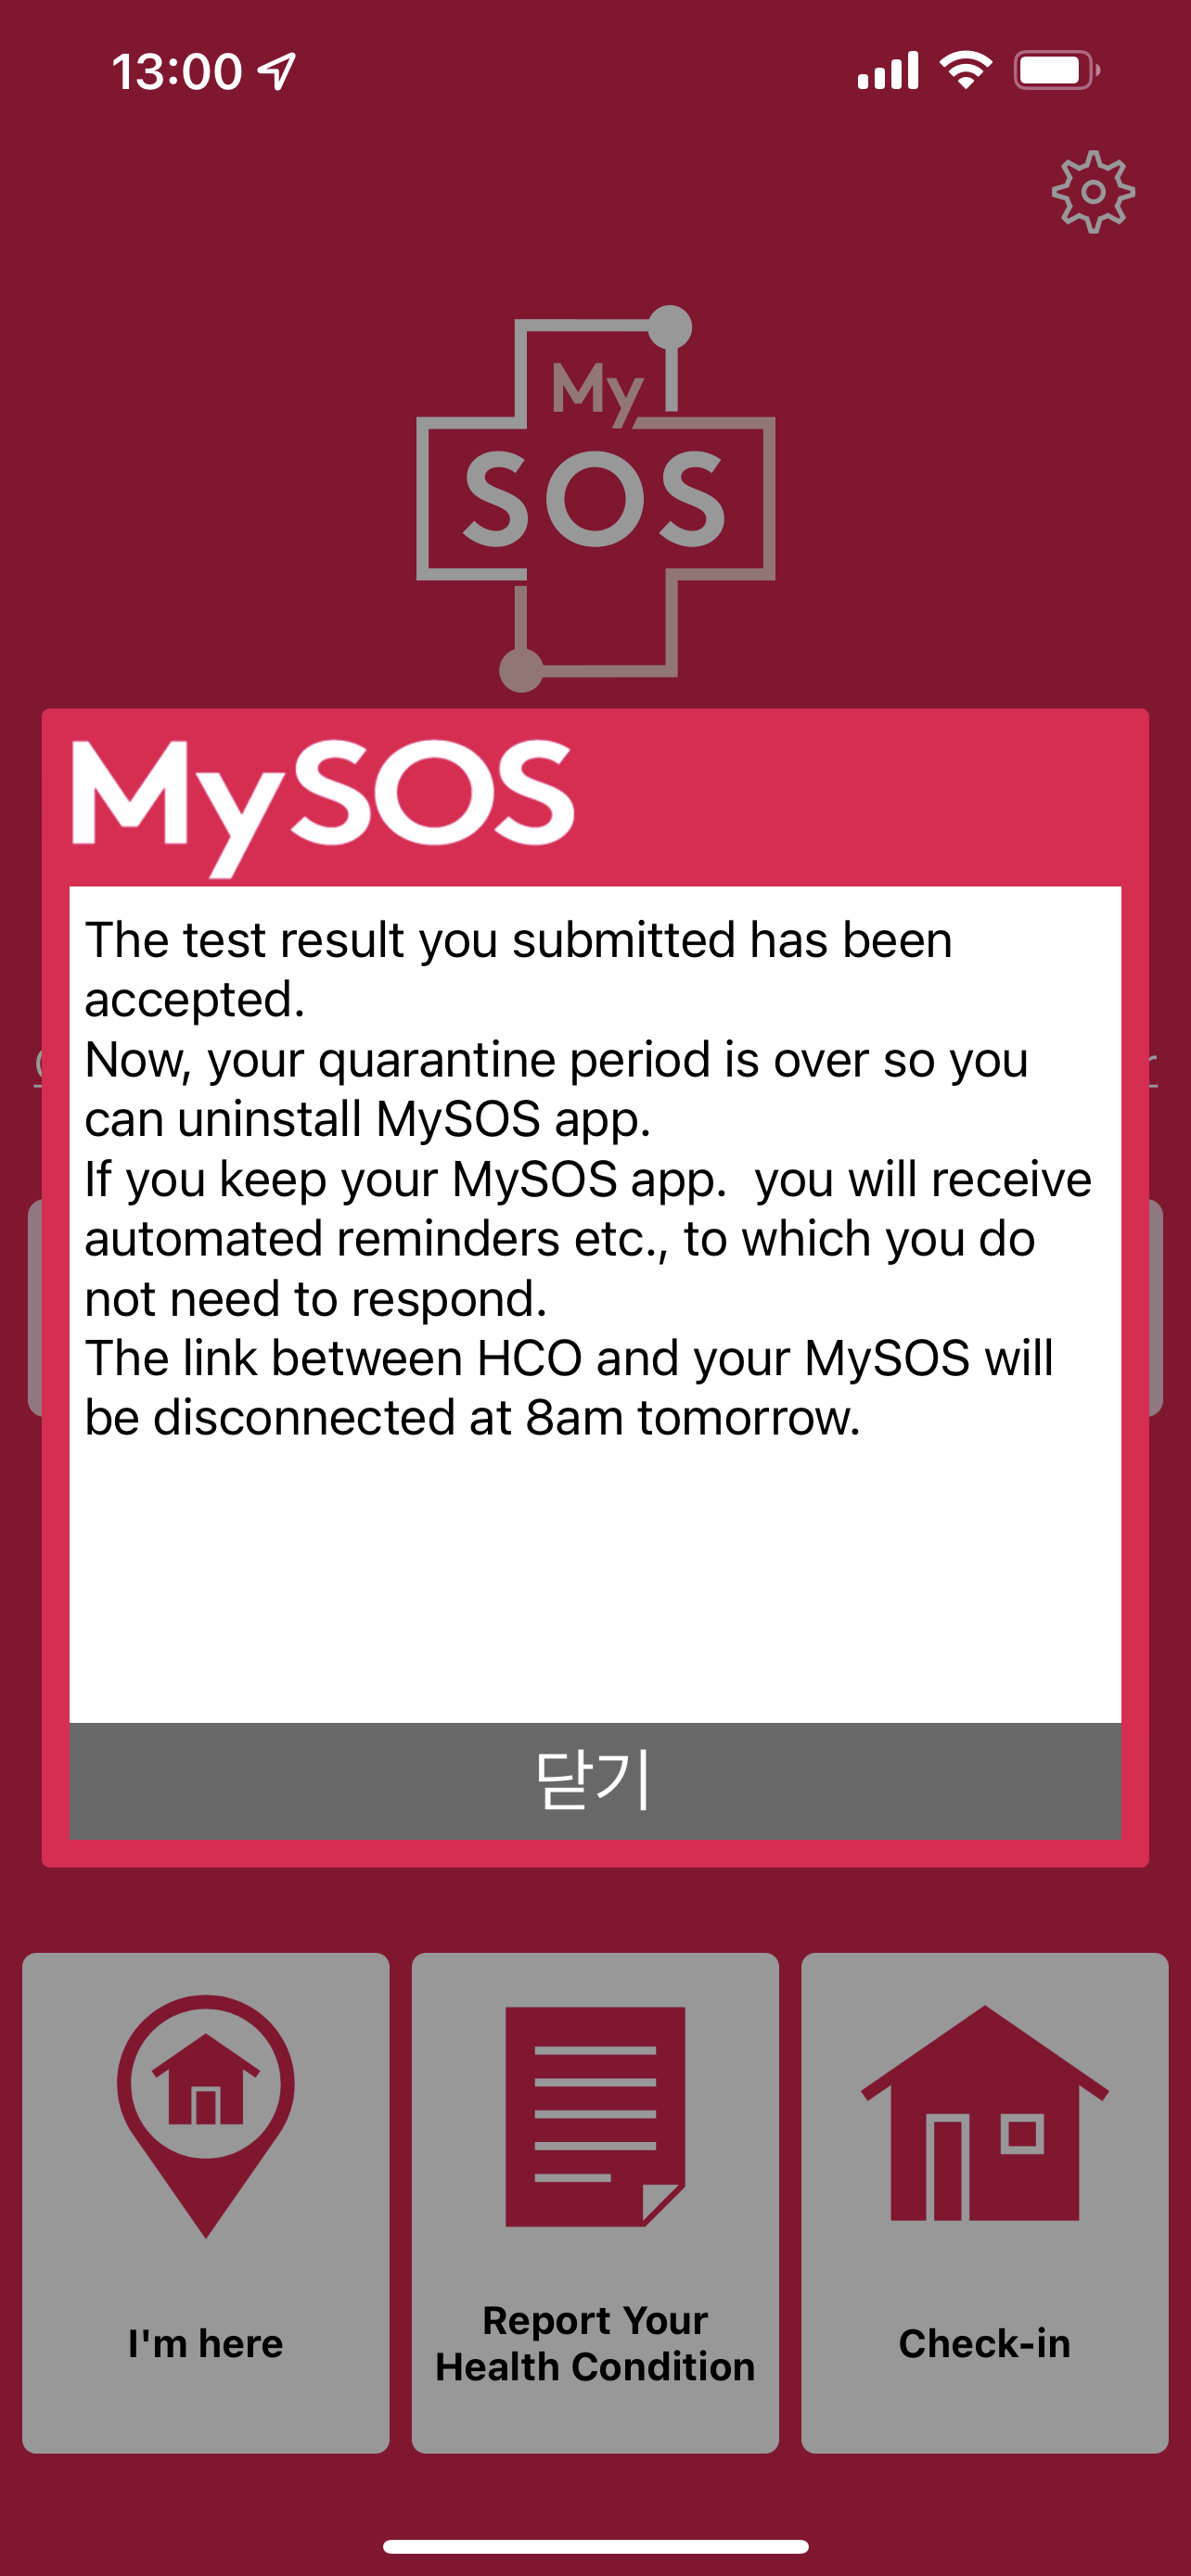 13:00
My
SOS
MySOS
The test result you submitted has been
accepted.
Now, your quarantine period is over so you
can uninstall MySOS app.
If you keep your MySOS app.  you will receive
automated reminders etc., to which you do
not need to respond.
The link between HCO and your MySOS will
be disconnected at 8am tomorrow.
닫기
I'm here
Report Your
Health Condition
Check-in